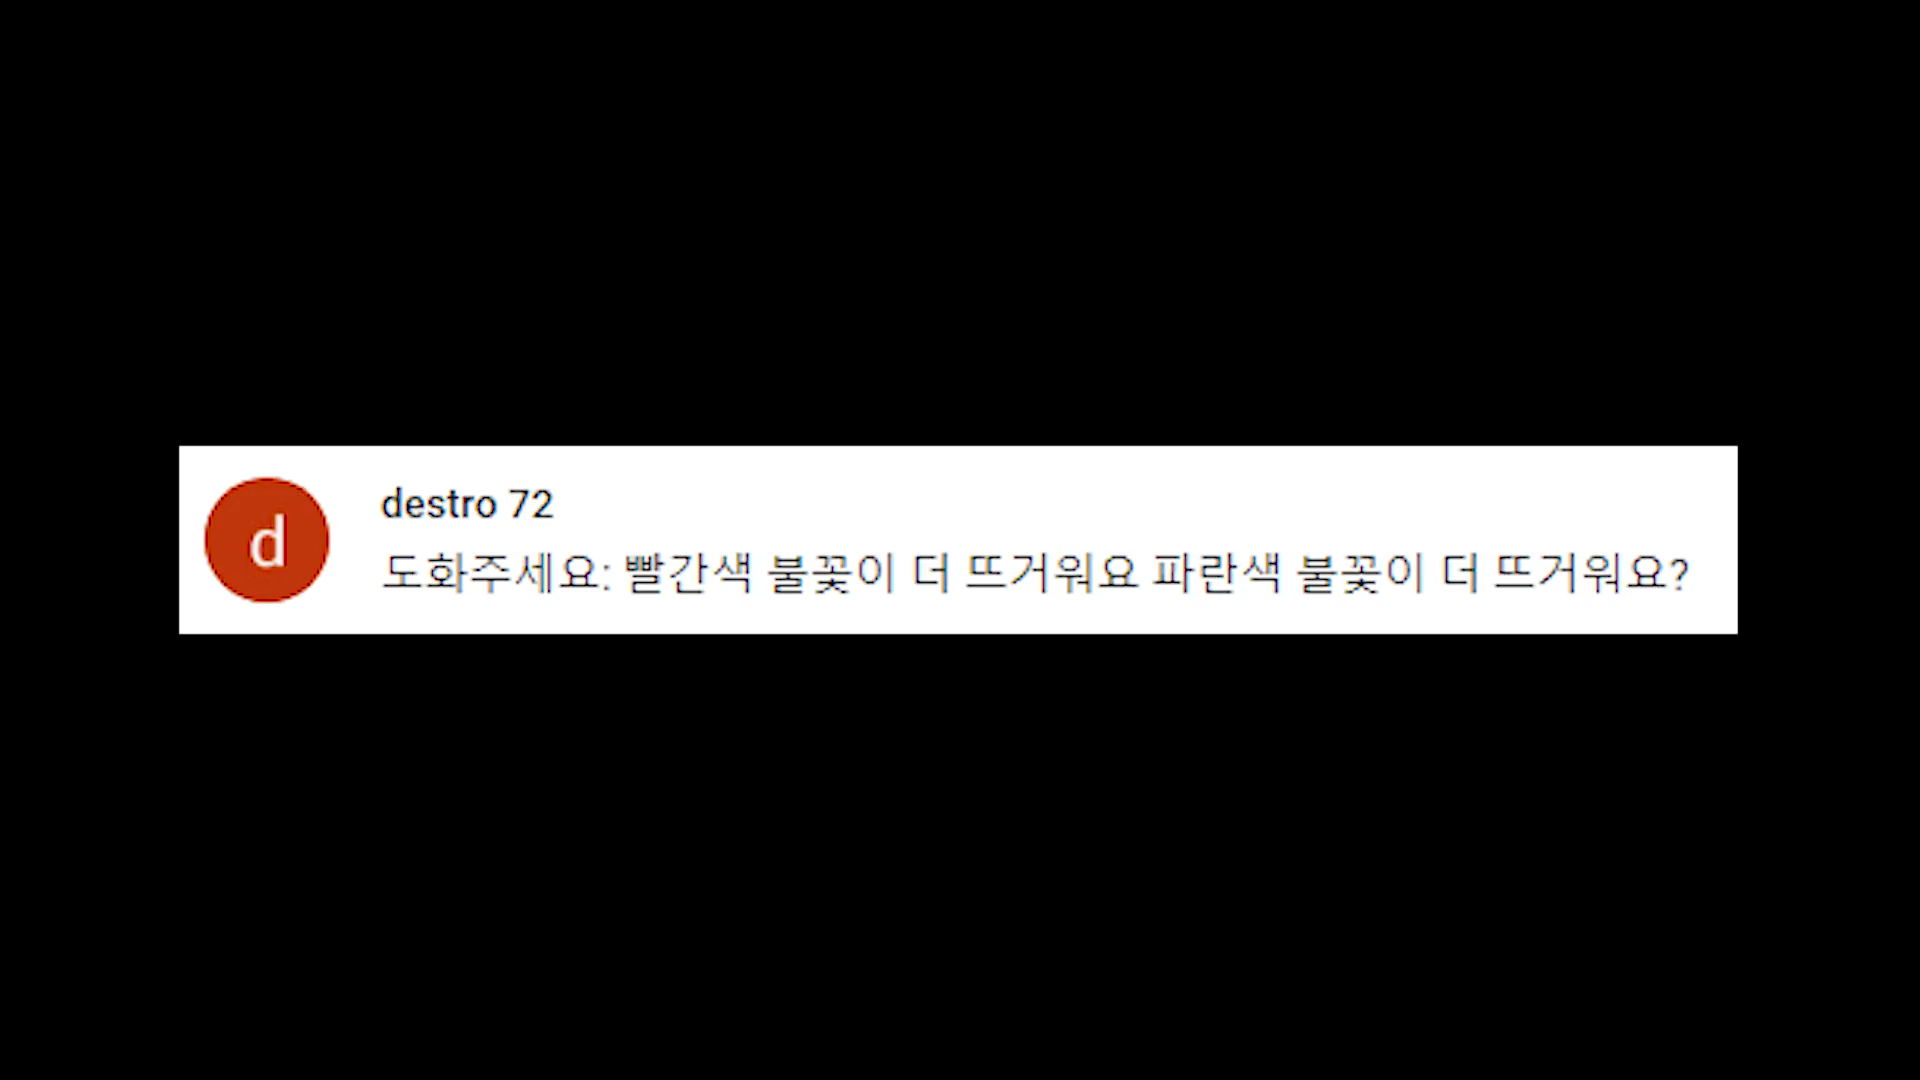 d
destro 72
도화주세요: 빨간색 불꽃이 더 뜨거워요 파란색 불꽃이 더 뜨거워요?